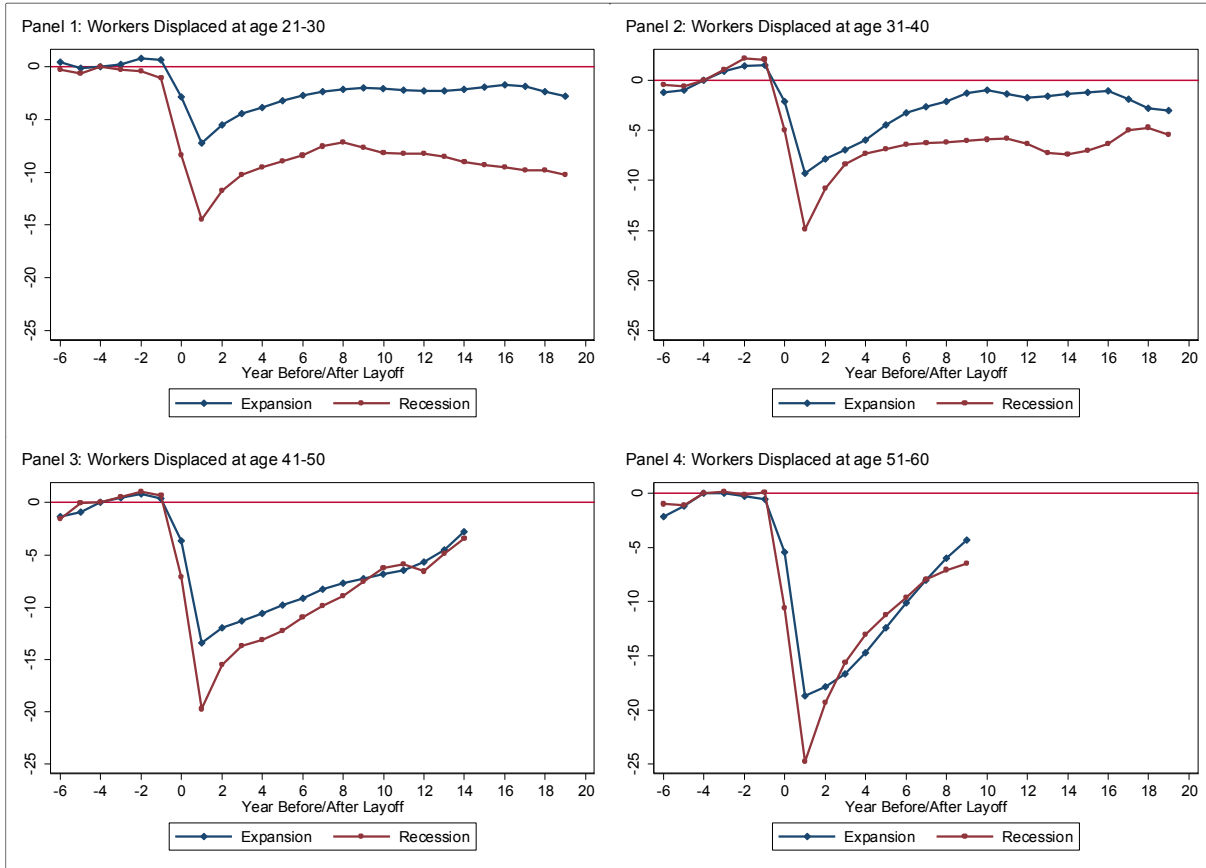 Panel 1: Workers Displaced at age 21-30
0
-5
-10
-15
-20
-25
-6 -4 -2 0 2 4 6 8 10 12 14 16 18 20
Year Before/After Layoff
Expansion Recession
Panel 2: Workers Displaced at age 31-40
0
-5
-10
-15
-20
-25
-6 -4 -2 0 2 4 6 8 10 12 14 16 18 20
Year Before/After Layoff
Expansion Recession
Panel 3: Workers Displaced at age 41-50
0
-5
-10
-15
-20
-25
-6 -4 -2 0 2 4 6 8 10 12 14 16 18 20
Year Before/After Layoff
Expansion Recession
Panel 4: Workers Displaced at age 51-60
0
-5
-10
-15
-20
-25
-6 -4 -2 0 2 4 6 8 10 12 14 16 18 20
Year Before/After Layoff
Expansion Recession